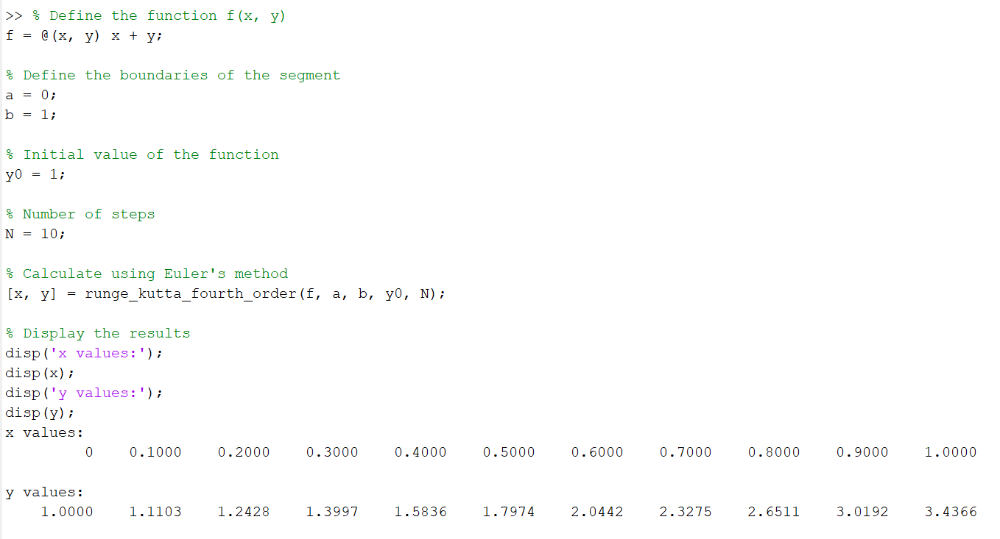 >> % Define the function f(x, y)
f = @(x, y) x + y;
% Define the boundaries of the segment
a = 0;
b = 1;
% Initial value of the function
y0 = 1;
% Number of steps
N = 10;
% Calculate using Euler's method
[x, y] = runge_kutta_fourth_order(f, a, b, y0, N);
% Display the results
disp('x values:');
disp(x);
disp('y values:');
disp(y);
x values:
0 0.1000 0.2000 0.3000 0.4000 0.5000 0.6000 0.7000 0.8000 0.9000 1.0000
y values:
1.0000 1.1103 1.2428 1.3997 1.5836 1.7974 2.0442 2.3275 2.6511 3.0192 3.4366